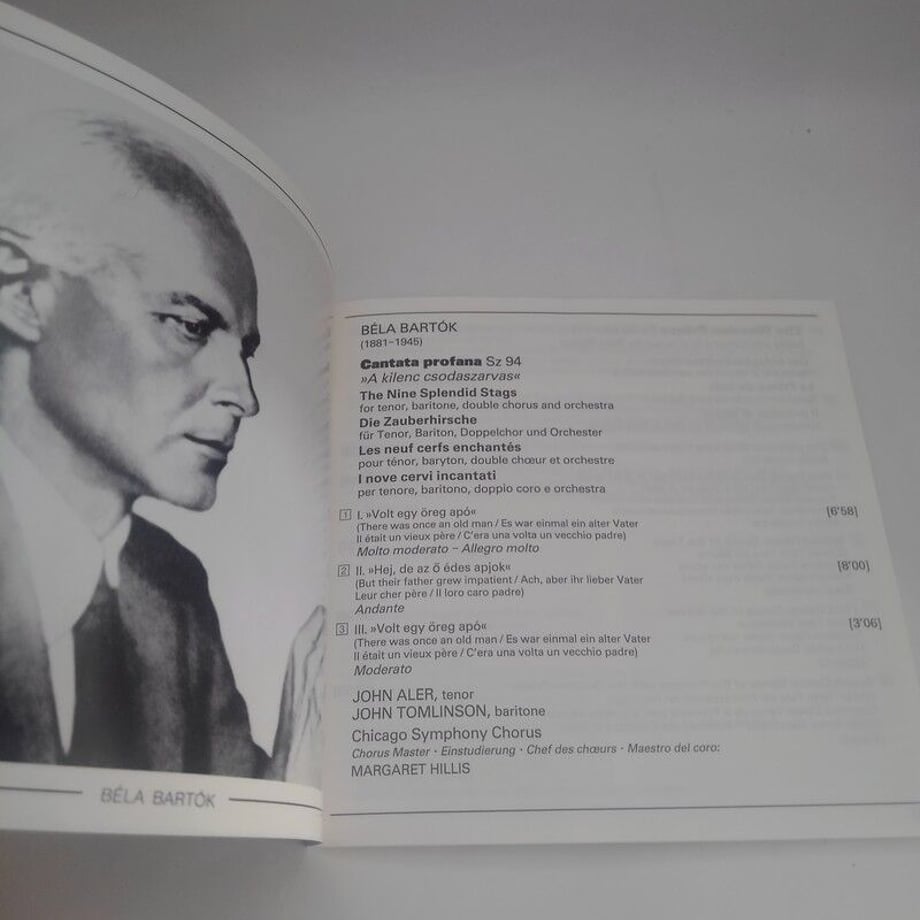 BÉLA BARTÓK
BÉLA BARTÓK
(1881–1945)
Cantata profana Sz 94
»A kilenc csodaszarvas«
The Nine Splendid Stags
for tenor, baritone, double chorus and orchestra
Die Zauberhirsche
für Tenor, Bariton, Doppelchor und Orchester
Les neuf cerfs enchantés
pour ténor, baryton, double chœur et orchestre
I nove cervi incantati
per tenore, baritono, doppio coro e orchestra
1 I. »Volt egy öreg apó« [6'58]
(There was once an old man / Es war einmal ein alter Vater
Il était un vieux père / C'era una volta un vecchio padre)
Molto moderato – Allegro molto
2 II. »Hej, de az ő édes apjok« [8'00]
(But their father grew impatient / Ach, aber ihr lieber Vater
Leur cher père / Il loro caro padre)
Andante
3 III. »Volt egy öreg apó« [3'06]
(There was once an old man / Es war einmal ein alter Vater
Il était un vieux père / C'era una volta un vecchio padre)
Moderato
JOHN ALER, tenor
JOHN TOMLINSON, baritone
Chicago Symphony Chorus
Chorus Master · Einstudierung · Chef des chœurs · Maestro del coro:
MARGARET HILLIS